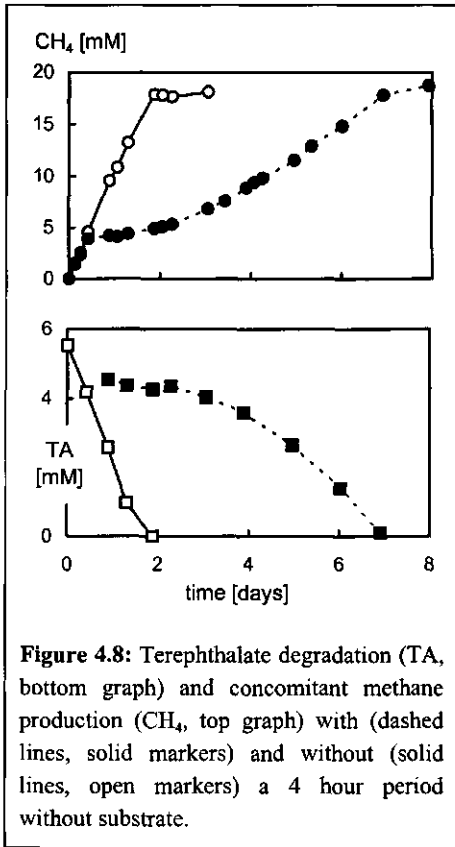 CH₄ [mM]
20
15
10
5
0
6
4
TA
[mM]
0
0 2 4 6 8
time [days]
Figure 4.8: Terephthalate degradation (TA,
bottom graph) and concomitant methane
production (CH₄, top graph) with (dashed
lines, solid markers) and without (solid
lines, open markers) a 4 hour period
without substrate.